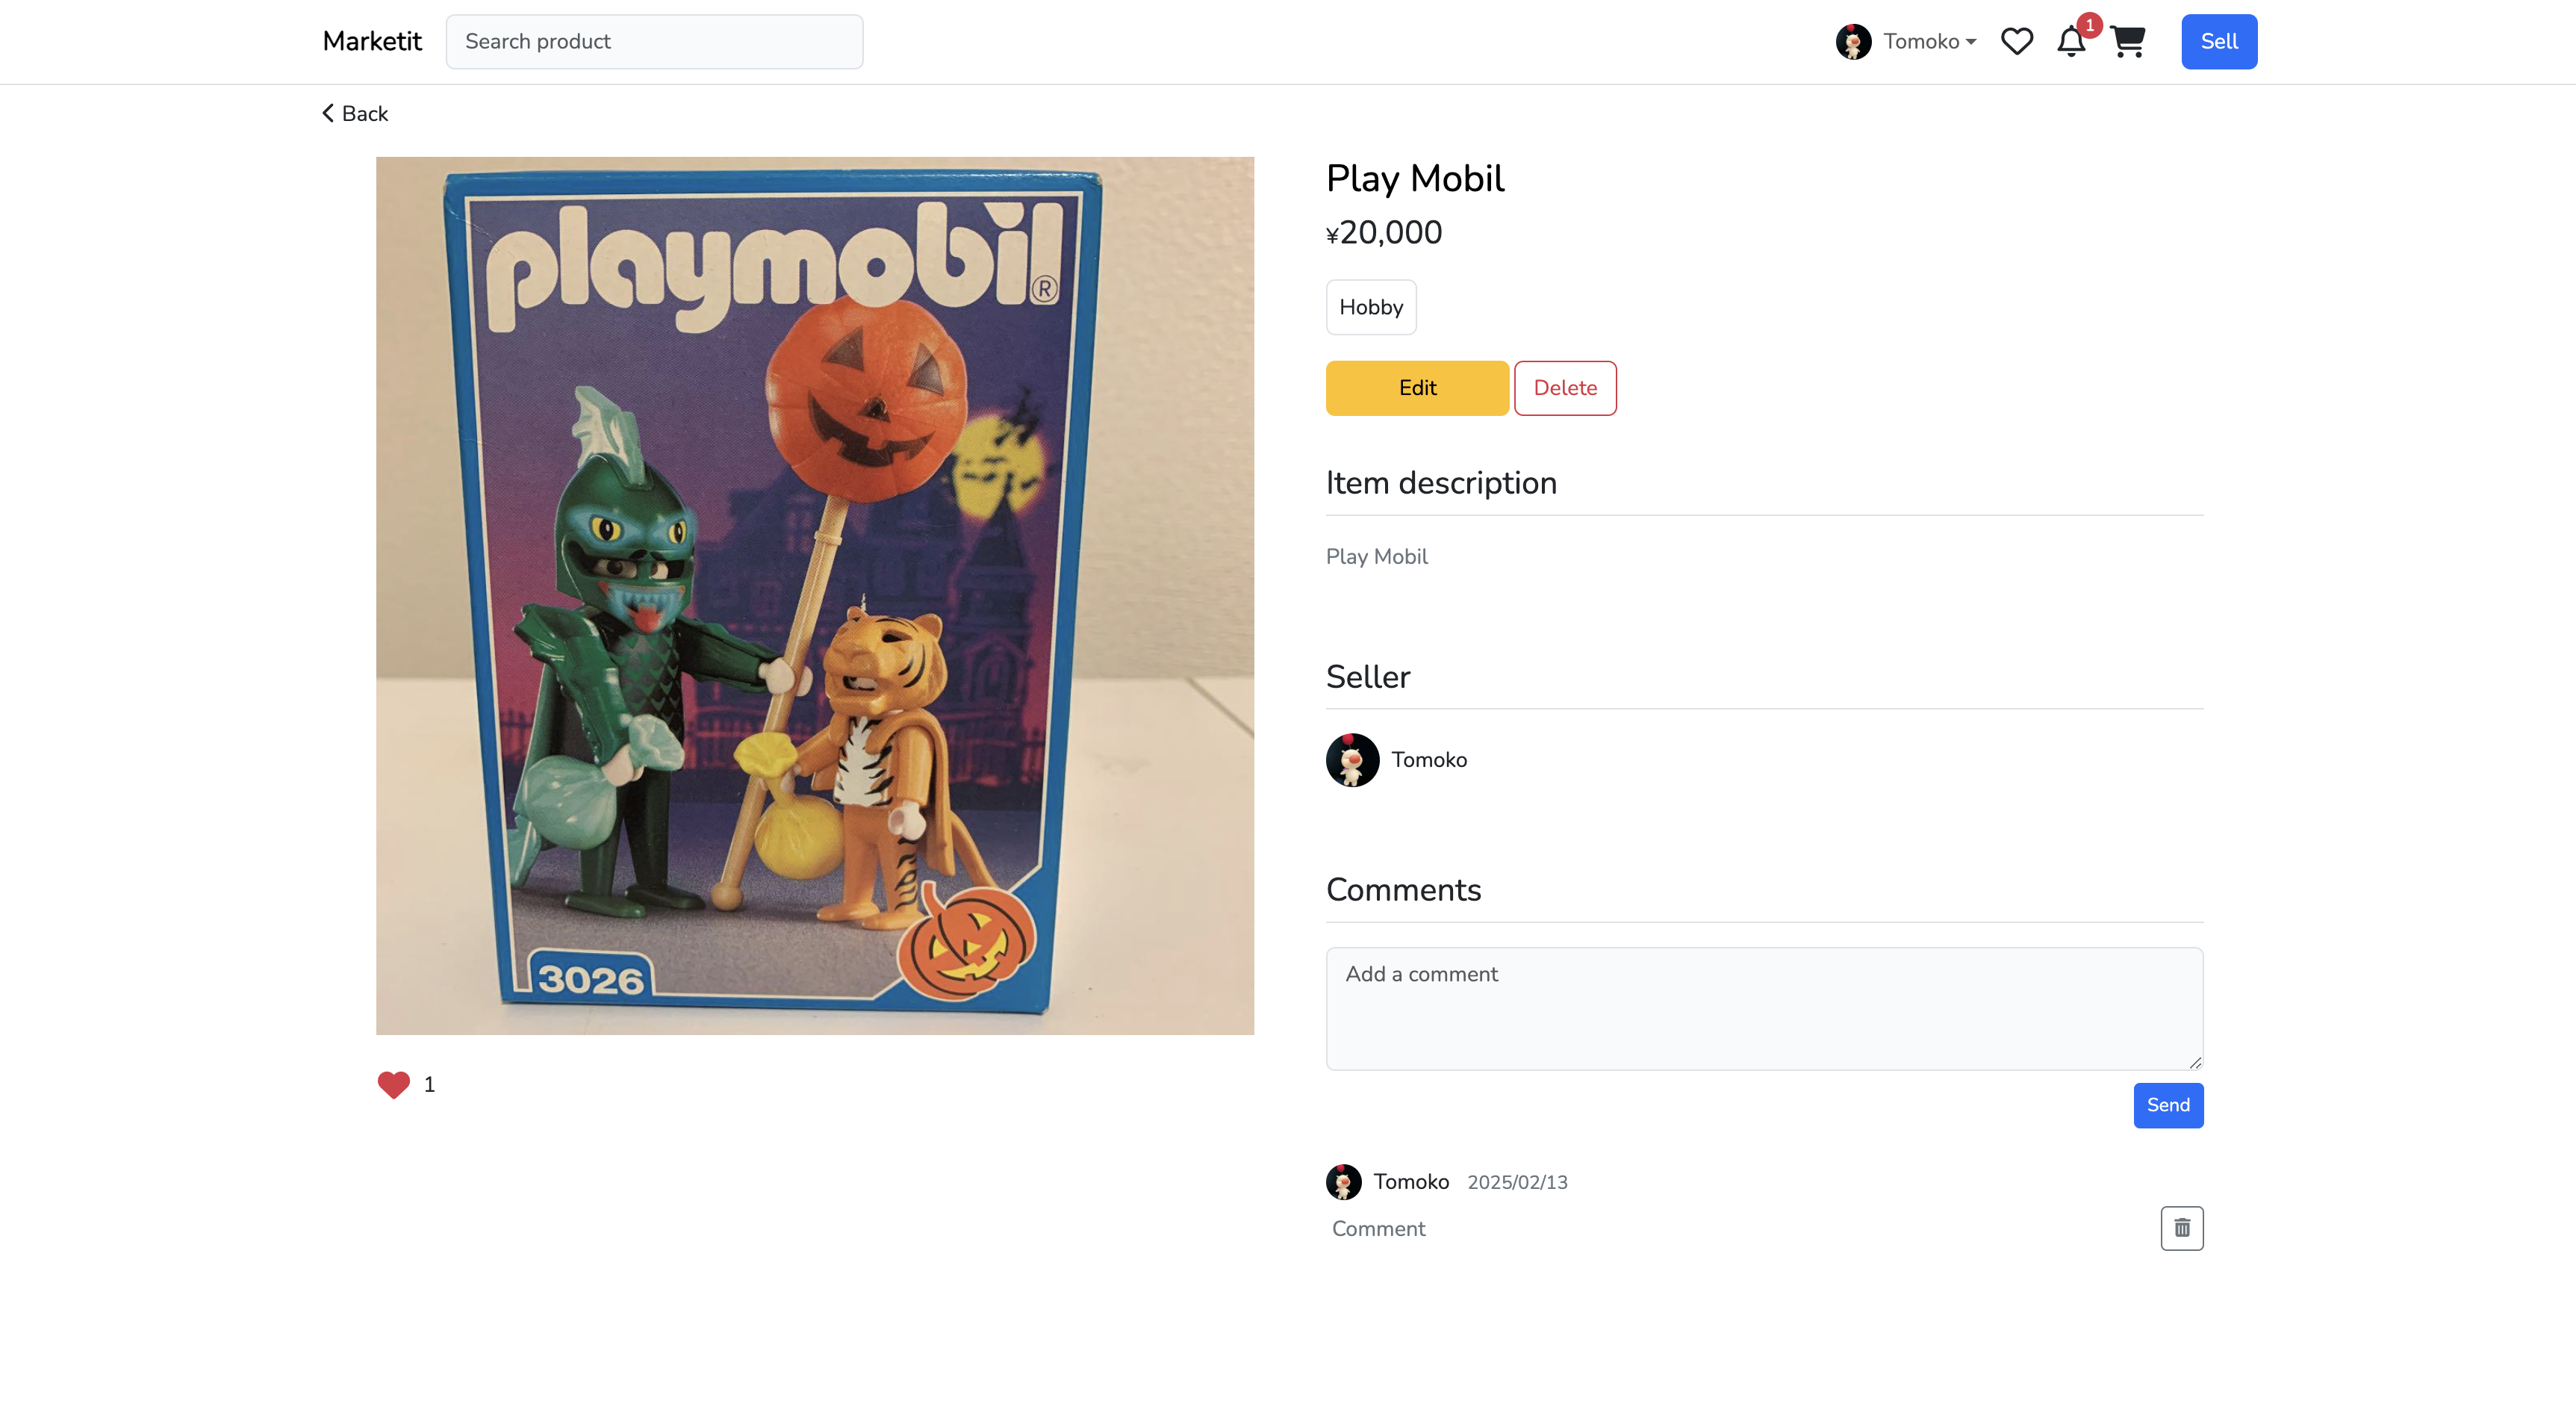 Marketit
Search product
Tomoko
1
Sell
Back
playmobil®
3026
1
Play Mobil
¥20,000
Hobby
Edit
Delete
Item description
Play Mobil
Seller
Tomoko
Comments
Add a comment
Send
Tomoko 2025/02/13
Comment